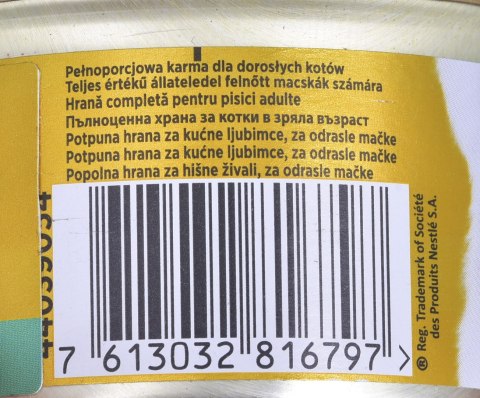 Pełnoporcjowa karma dla dorosłych kotów
Teljes értékű állateledel felnőtt macskák számára
Hrană completă pentru pisici adulte
Пълноценна храна за котки в зряла възраст
Potpuna hrana za kućne ljubimce, za odrasle mačke
Potpuna hrana za kućne ljubimce, za odrasle mačke
Popolna hrana za hišne živali, za odrasle mačke
7 613032 816797 >
® Reg. Trademark of Société
des Produits Nestlé S.A.